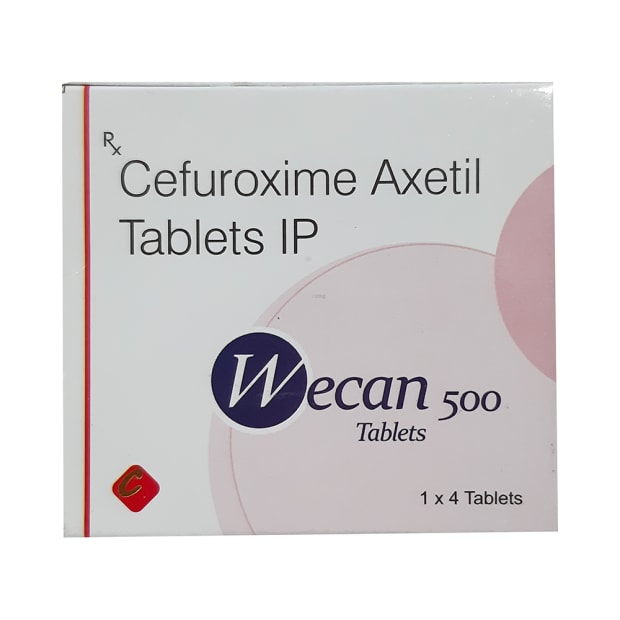 Rx
Cefuroxime Axetil
Tablets IP
Wecan 500
Tablets
C
1 x 4 Tablets